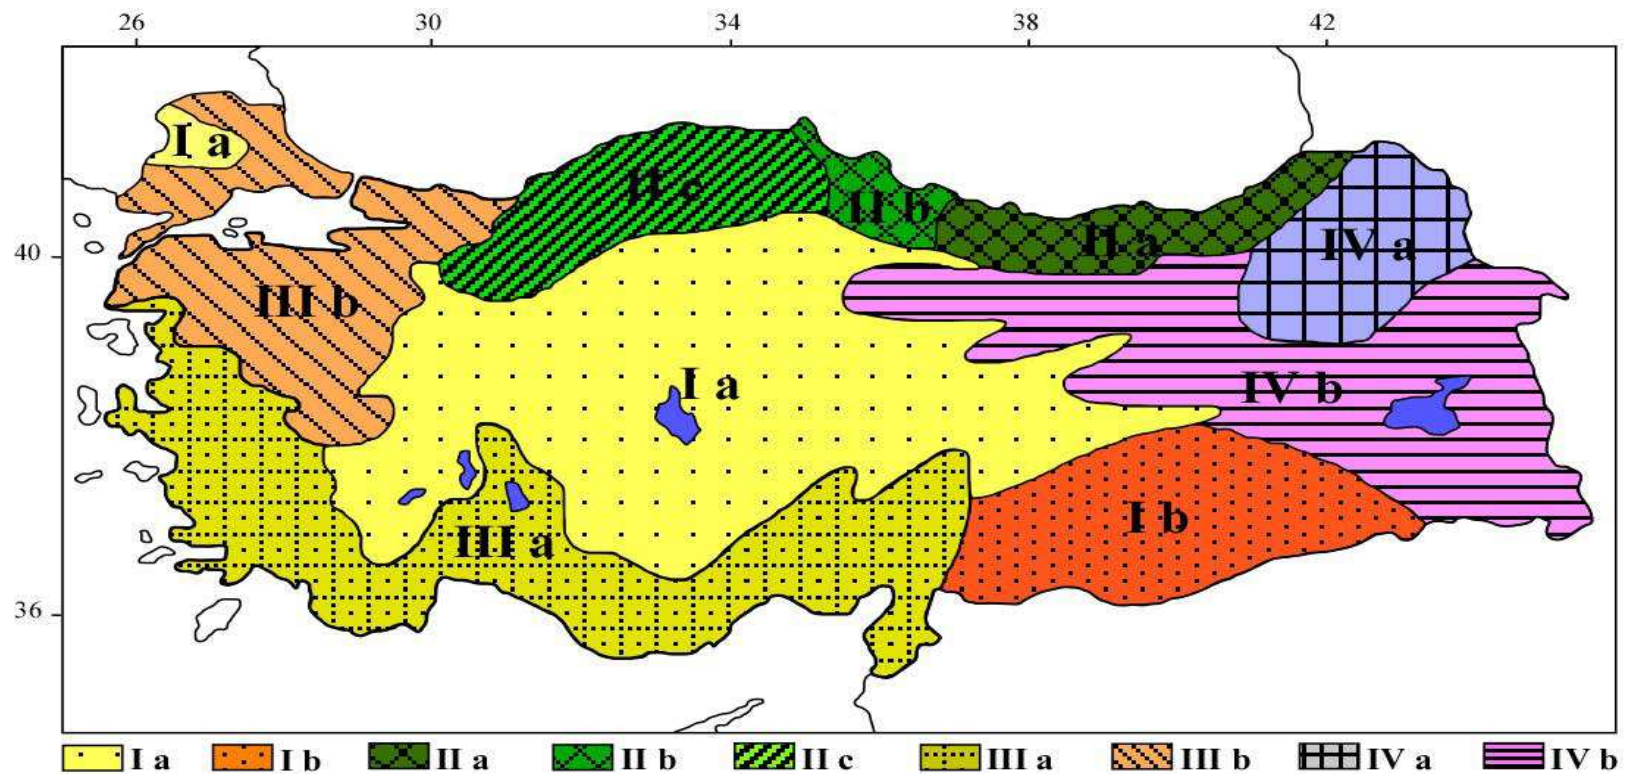 26 30 34 38 42
I a
II c
II b
II a
IV a
40
III b
I a
IV b
I b
III a
36
I a I b II a II b II c III a III b IV a IV b